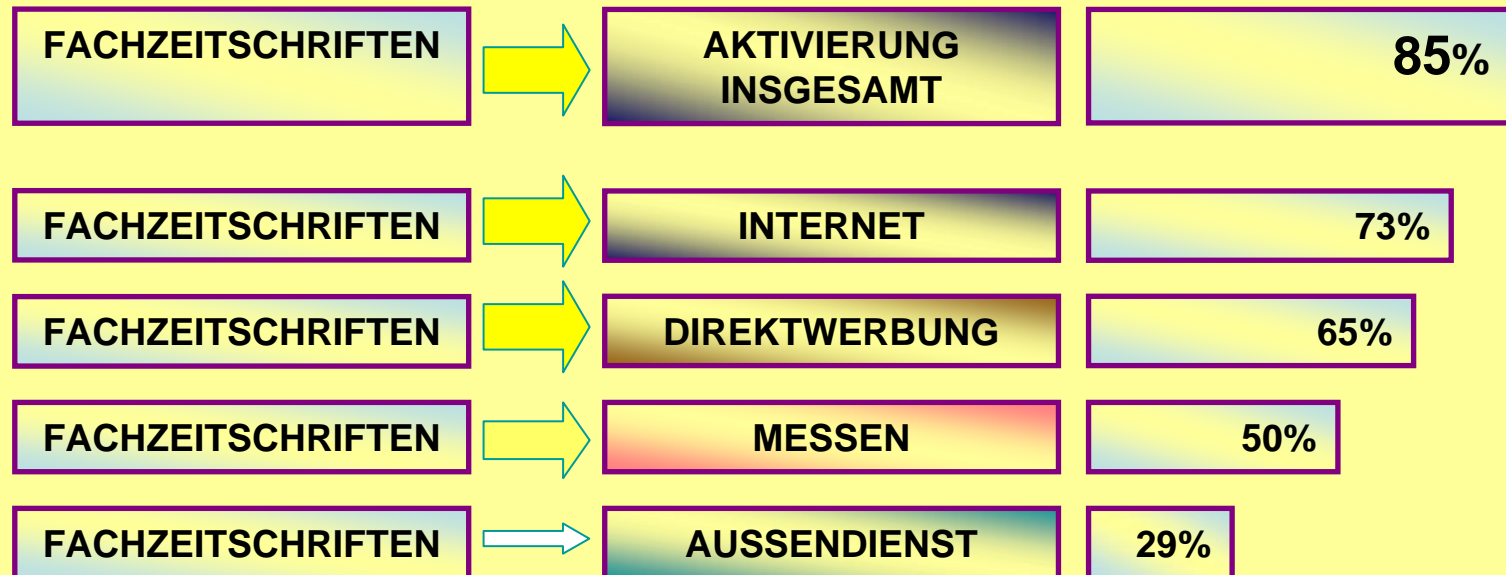 FACHZEITSCHRIFTEN
AKTIVIERUNG
INSGESAMT
85%
FACHZEITSCHRIFTEN
INTERNET
73%
FACHZEITSCHRIFTEN
DIREKTWERBUNG
65%
FACHZEITSCHRIFTEN
MESSEN
50%
FACHZEITSCHRIFTEN
AUSSENDIENST
29%